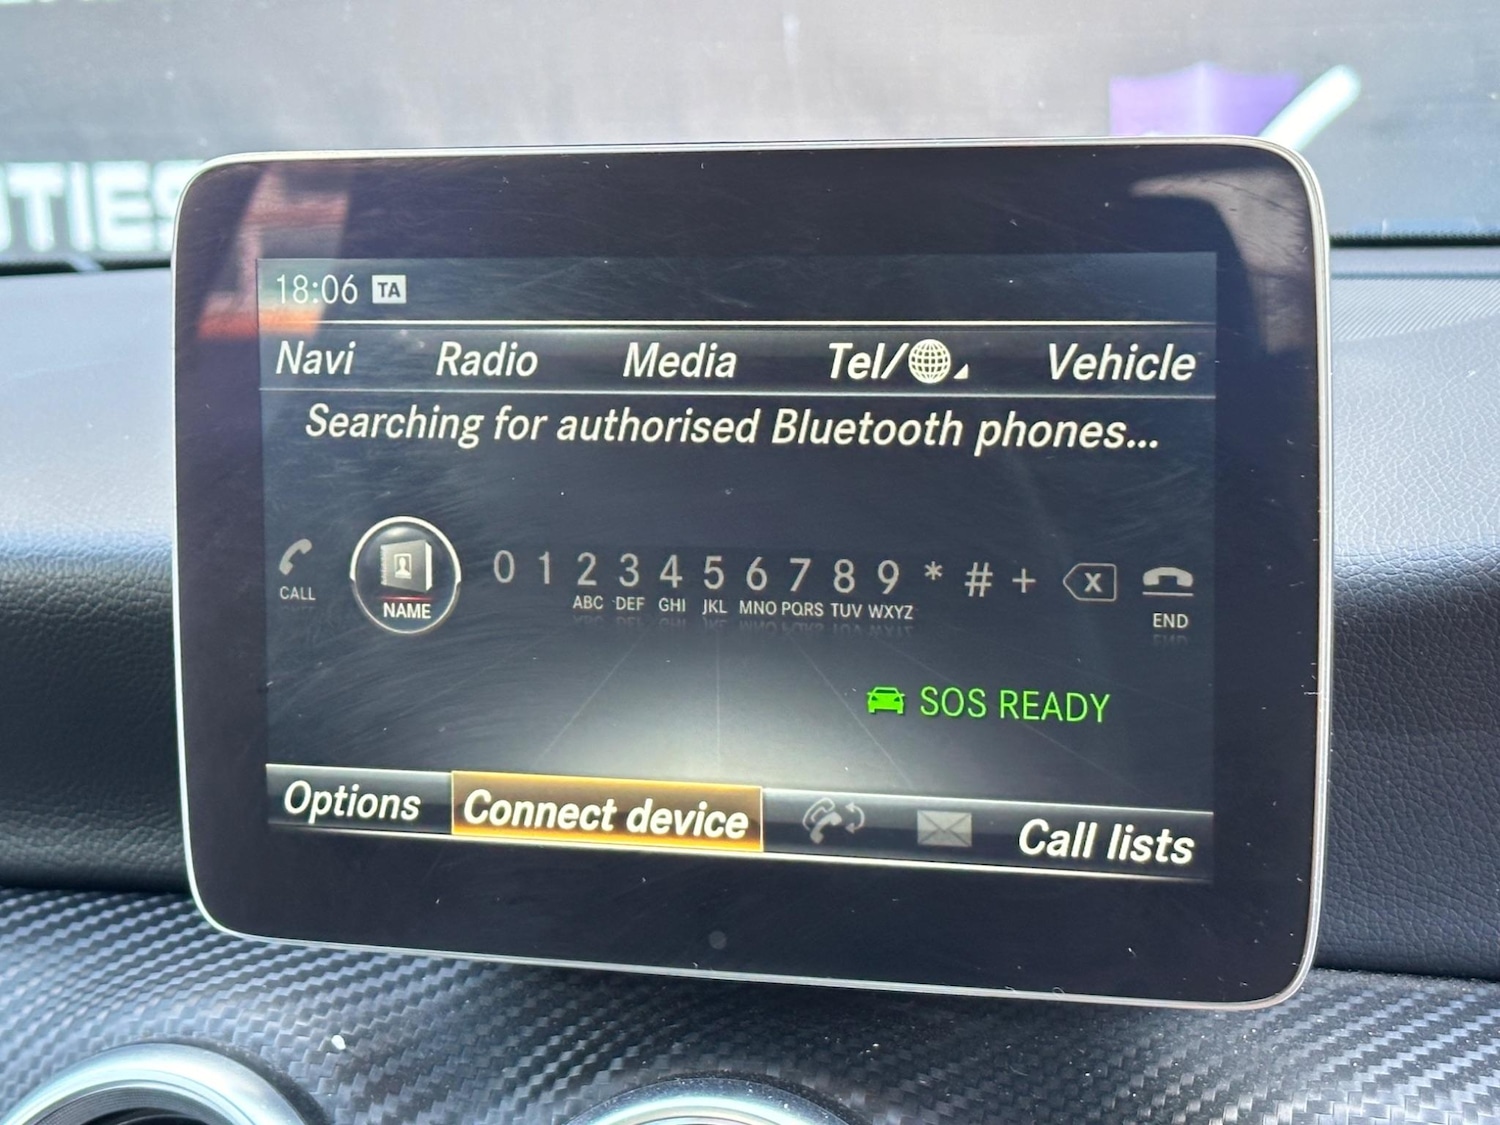 TIES
18:06 TA
Navi Radio Media Tel/ Vehicle
Searching for authorised Bluetooth phones...
0 1 2 3 4 5 6 7 8 9 * # + X
ABC DEF GHI JKL MNO PQRS TUV WXYZ
CALL NAME END
SOS READY
Options Connect device Call lists